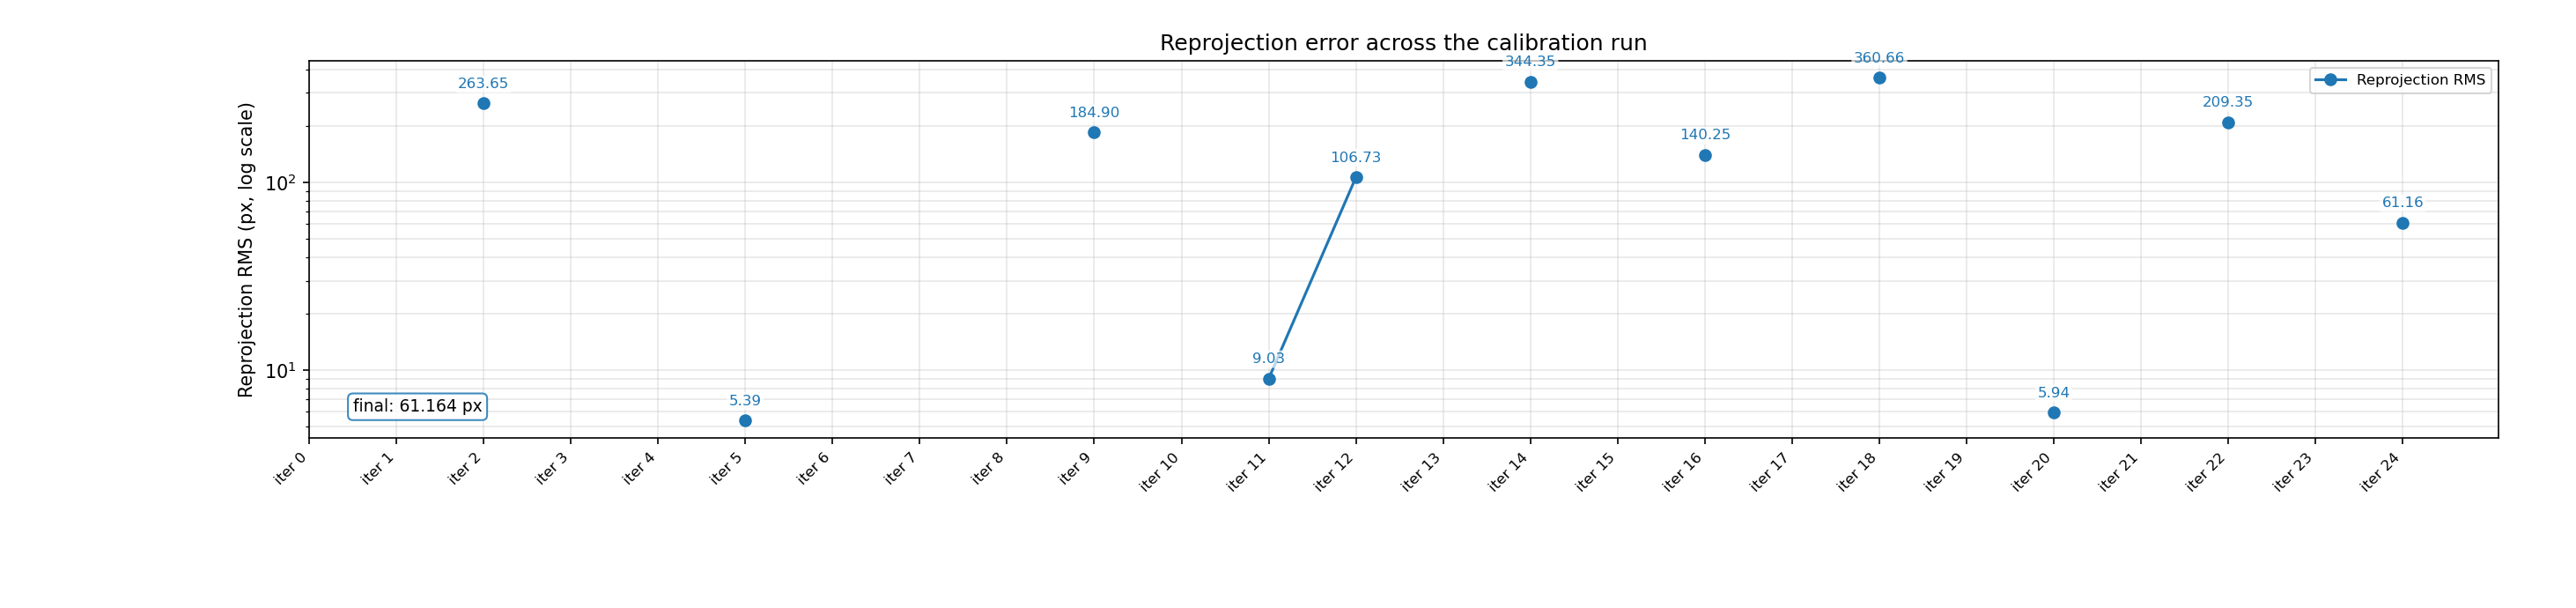 Reprojection error across the calibration run
Reprojection RMS (px, log scale)
10²
10¹
Reprojection RMS
263.65
5.39
184.90
9.03
106.73
344.35
140.25
360.66
5.94
209.35
61.16
final: 61.164 px
iter 0
iter 1
iter 2
iter 3
iter 4
iter 5
iter 6
iter 7
iter 8
iter 9
iter 10
iter 11
iter 12
iter 13
iter 14
iter 15
iter 16
iter 17
iter 18
iter 19
iter 20
iter 21
iter 22
iter 23
iter 24